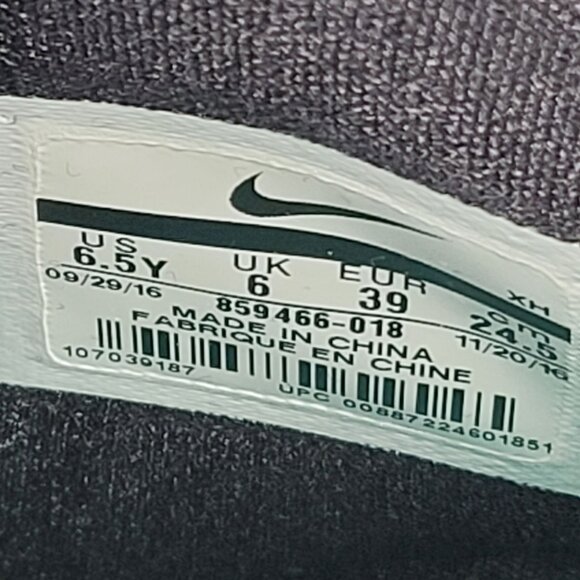 US UK EUR cm
6.5Y 6 39 24.5
09/29/16 859466-018 11/20/16 XH
MADE IN CHINA
FABRIQUE EN CHINE
107039187
UPC 00887224601851